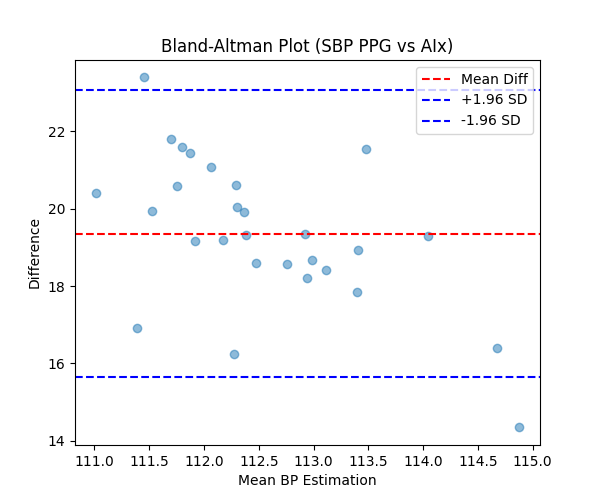 Bland-Altman Plot (SBP PPG vs AIx)
Mean Diff
+1.96 SD
-1.96 SD
Difference
22
20
18
16
14
111.0 111.5 112.0 112.5 113.0 113.5 114.0 114.5 115.0
Mean BP Estimation